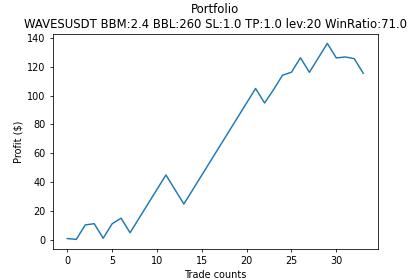 Portfolio
WAVESUSDT BBM:2.4 BBL:260 SL:1.0 TP:1.0 lev:20 WinRatio:71.0
140
120
100
80
60
40
20
0
Profit ($)
0 5 10 15 20 25 30
Trade counts